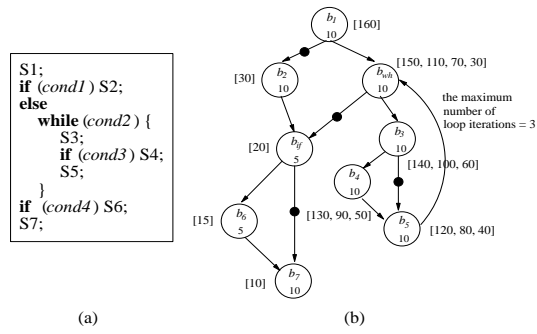 S1;
if (cond1) S2;
else
while (cond2) {
S3;
if (cond3) S4;
S5;
}
if (cond4) S6;
S7;
(a)
b1
10
[160]
b2
10
[30]
bwh
10
[150, 110, 70, 30]
the maximum
number of
loop iterations = 3
bif
5
[20]
b3
10
[140, 100, 60]
b4
10
[130, 90, 50]
b5
10
[120, 80, 40]
b6
5
[15]
b7
10
[10]
(b)